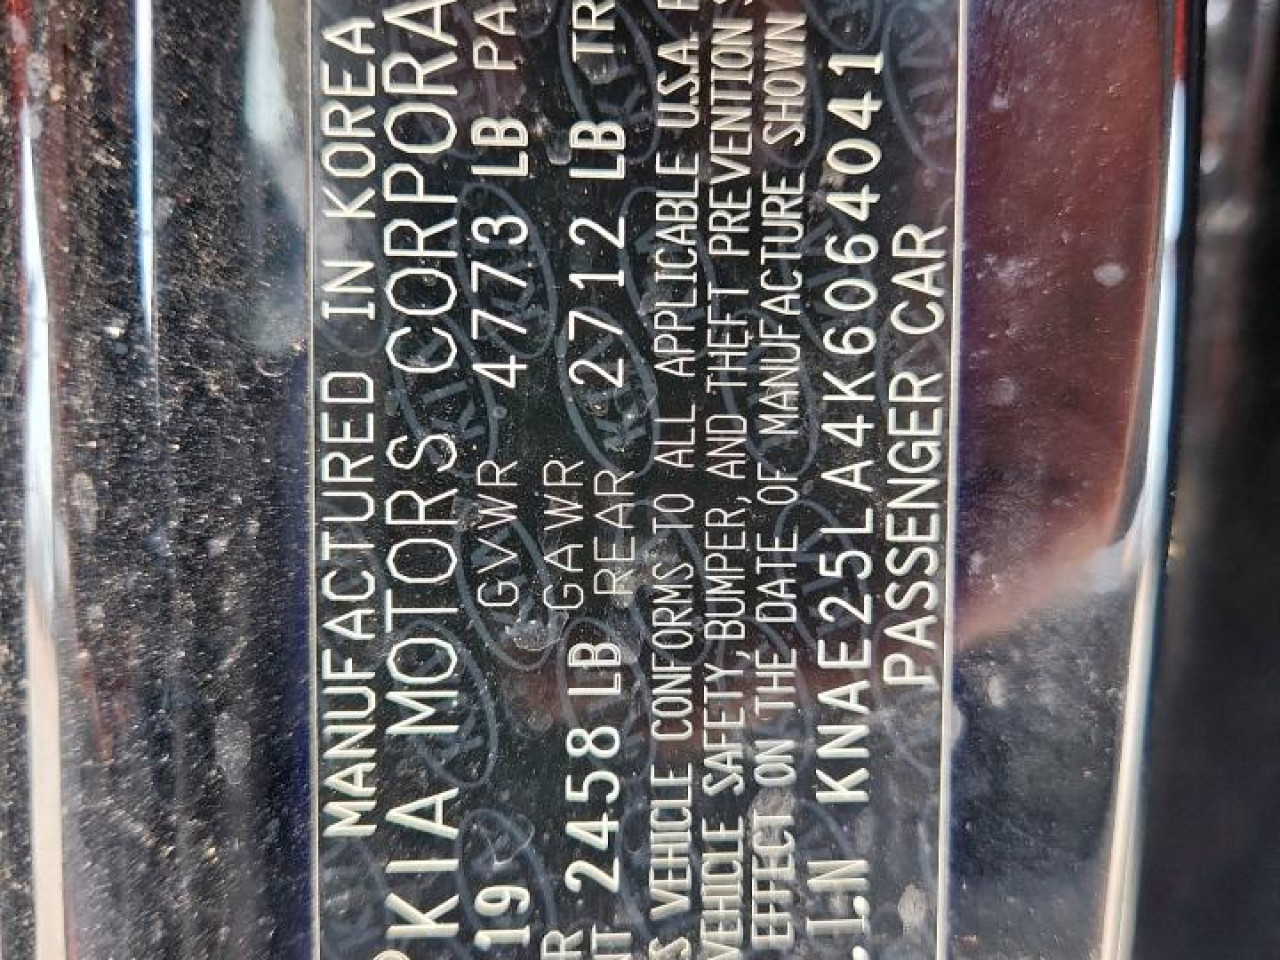 MANUFACTURED IN KOREA
KIA MOTORS CORPORA
19 GVWR 4773 LB PA
R GAWR
NT 2458 LB REAR 2712 LB TR
S VEHICLE CONFORMS TO ALL APPLICABLE U.S.A.
VEHICLE SAFETY,BUMPER, AND THEFT PREVENTION S
EFFECT ON THE DATE OF MANUFACTURE SHOWN
.I.N KNAE25LA4K6064041
PASSENGER CAR